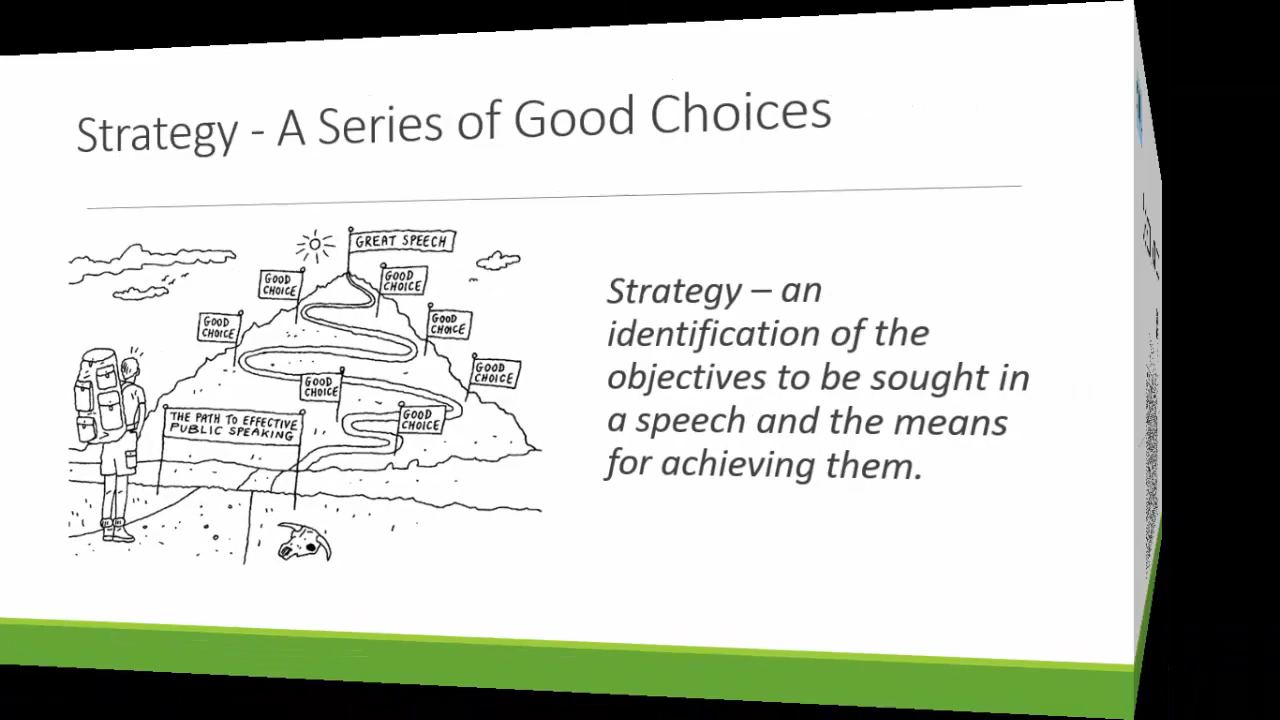 Strategy - A Series of Good Choices
GREAT SPEECH
GOOD
CHOICE
GOOD
CHOICE
GOOD
CHOICE
GOOD
CHOICE
GOOD
CHOICE
GOOD
CHOICE
GOOD
CHOICE
THE PATH TO EFFECTIVE
PUBLIC SPEAKING
Strategy – an
identification of the
objectives to be sought in
a speech and the means
for achieving them.